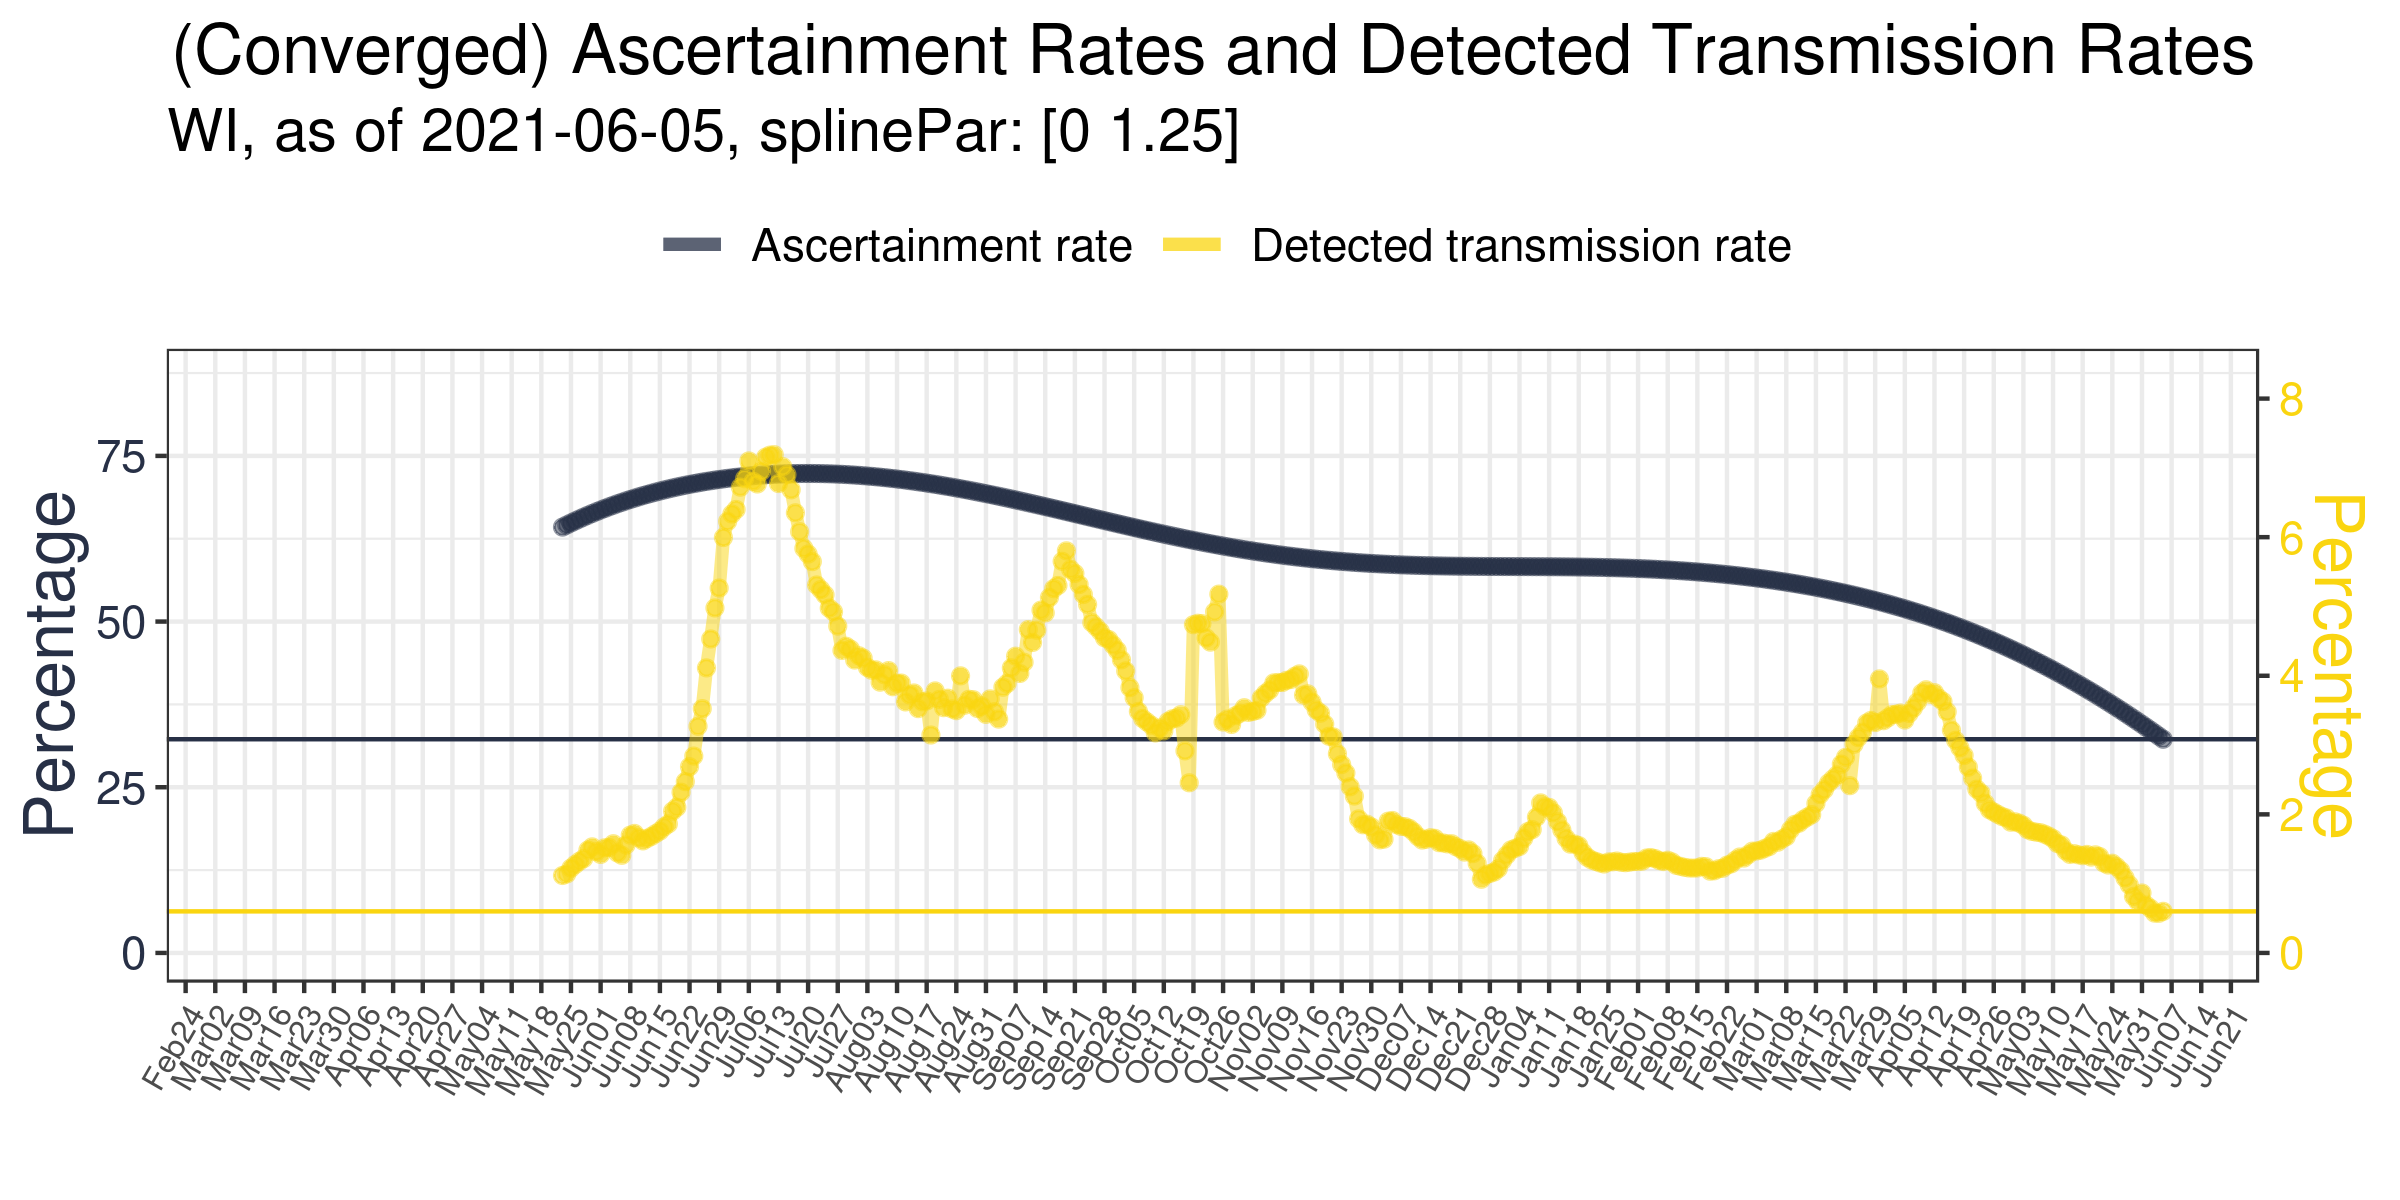 (Converged) Ascertainment Rates and Detected Transmission Rates
WI, as of 2021-06-05, splinePar: [0 1.25]
Ascertainment rate Detected transmission rate
Percentage
75
50
25
0
8
6
4
2
0
Percentage
Feb24 Mar02 Mar09 Mar16 Mar23 Mar30 Apr06 Apr13 Apr20 Apr27 May04 May11 May18 May25 Jun01 Jun08 Jun15 Jun22 Jun29 Jul06 Jul13 Jul20 Jul27 Aug03 Aug10 Aug17 Aug24 Aug31 Sep07 Sep14 Sep21 Sep28 Oct05 Oct12 Oct19 Oct26 Nov02 Nov09 Nov16 Nov23 Nov30 Dec07 Dec14 Dec21 Dec28 Jan04 Jan11 Jan18 Jan25 Feb01 Feb08 Feb15 Feb22 Mar01 Mar08 Mar15 Mar22 Mar29 Apr05 Apr12 Apr19 Apr26 May03 May10 May17 May24 May31 Jun07 Jun14 Jun21